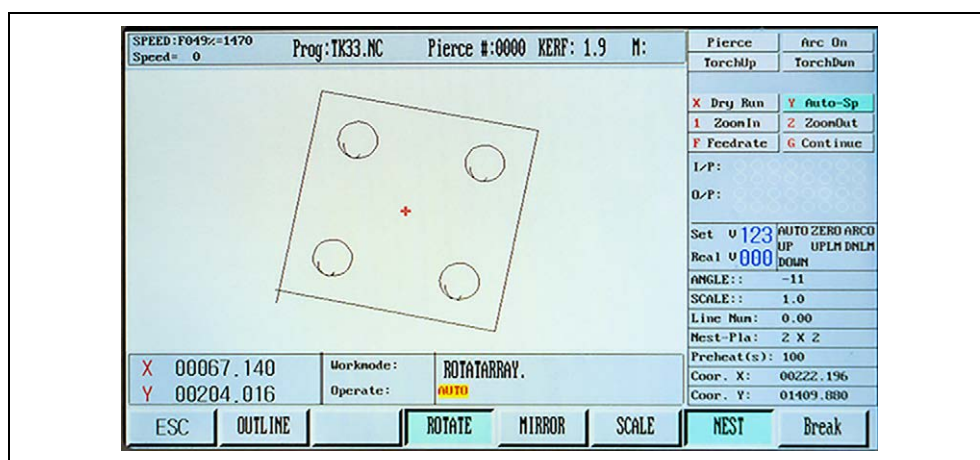 SPEED:F049%=1470
Speed= 0
Prog:TK33.NC Pierce #:0000 KERF: 1.9 M:
Pierce Arc On
TorchUp TorchDwn
X Dry Run Y Auto-Sp
1 ZoomIn 2 ZoomOut
F Feedrate G Continue
I/P:
O/P:
Set V 123 AUTO ZERO ARCO
UP UPLM DNLM
Real V 000 DOWN
ANGLE:: -11
SCALE:: 1.0
Line Num: 0.00
Nest-Pla: 2 X 2
Preheat(s): 100
Coor. X: 00222.196
Coor. Y: 01409.880
X 00067.140 Workmode: ROTATARRAY.
Y 00204.016 Operate: AUTO
ESC OUTLINE ROTATE MIRROR SCALE NEST Break